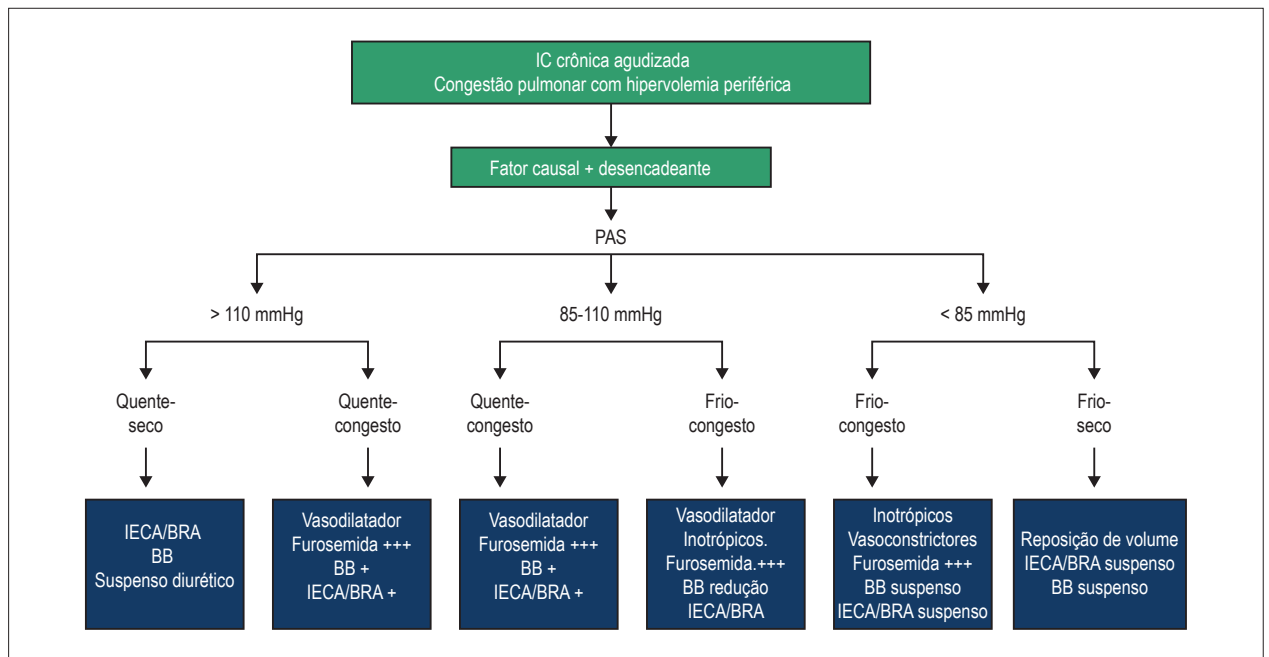 IC crônica agudizada
Congestão pulmonar com hipervolemia periférica
Fator causal + desencadeante
PAS
> 110 mmHg
85-110 mmHg
< 85 mmHg
Quente-
seco
Quente-
congesto
Quente-
congesto
Frio-
congesto
Frio-
congesto
Frio-
seco
IECA/BRA
BB
Suspenso diurético
Vasodilatador
Furosemida +++
BB +
IECA/BRA +
Vasodilatador
Furosemida +++
BB +
IECA/BRA +
Vasodilatador
Inotrópicos.
Furosemida.+++
BB redução
IECA/BRA
Inotrópicos
Vasoconstrictores
Furosemida +++
BB suspenso
IECA/BRA suspenso
Reposição de volume
IECA/BRA suspenso
BB suspenso